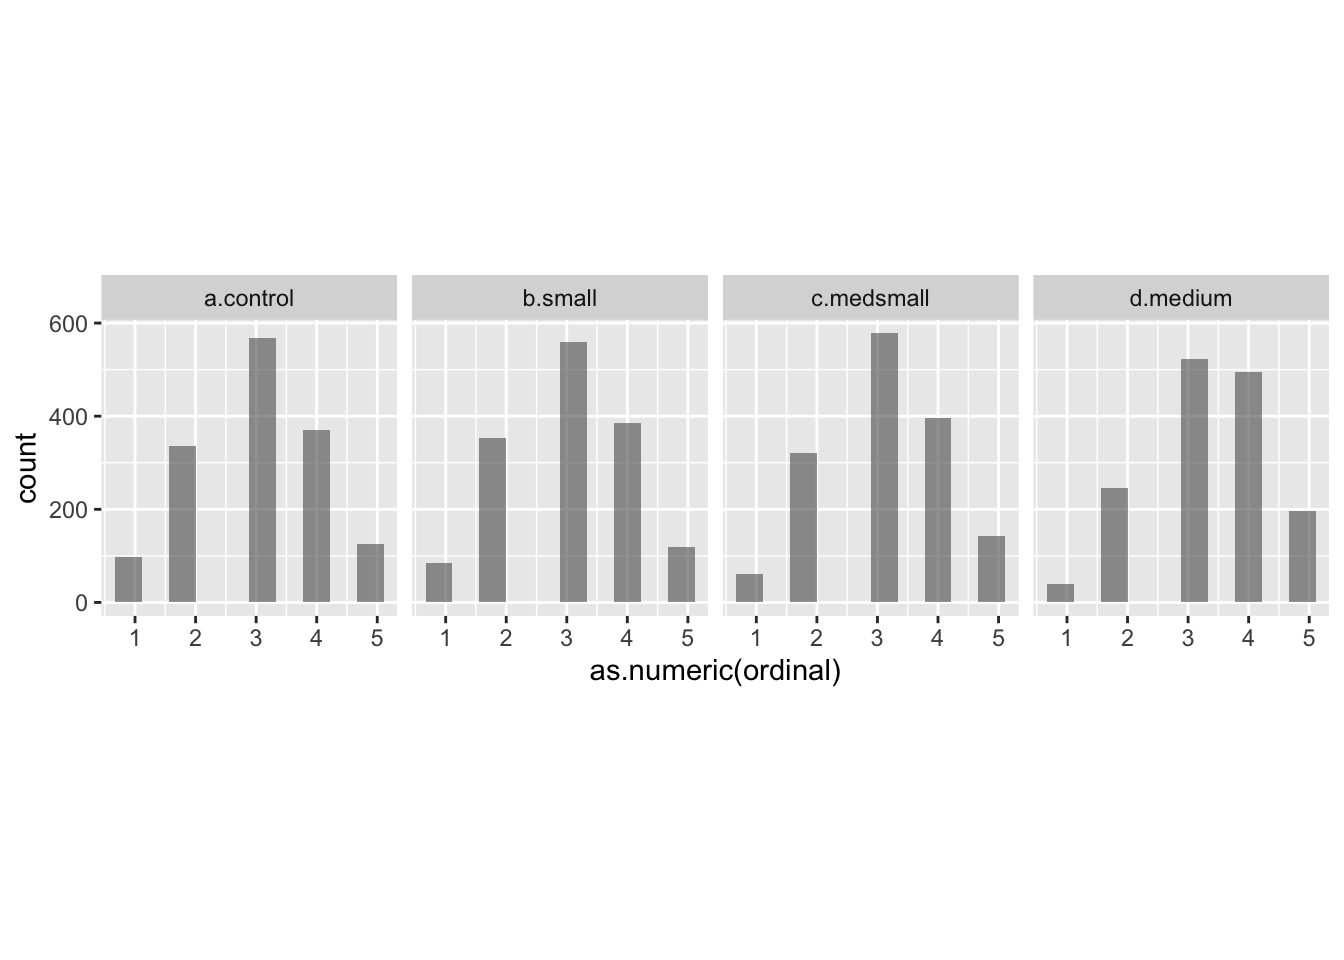 a.control b.small c.medsmall d.medium
600
400
200
0
count
1 2 3 4 5 1 2 3 4 5 1 2 3 4 5 1 2 3 4 5
as.numeric(ordinal)